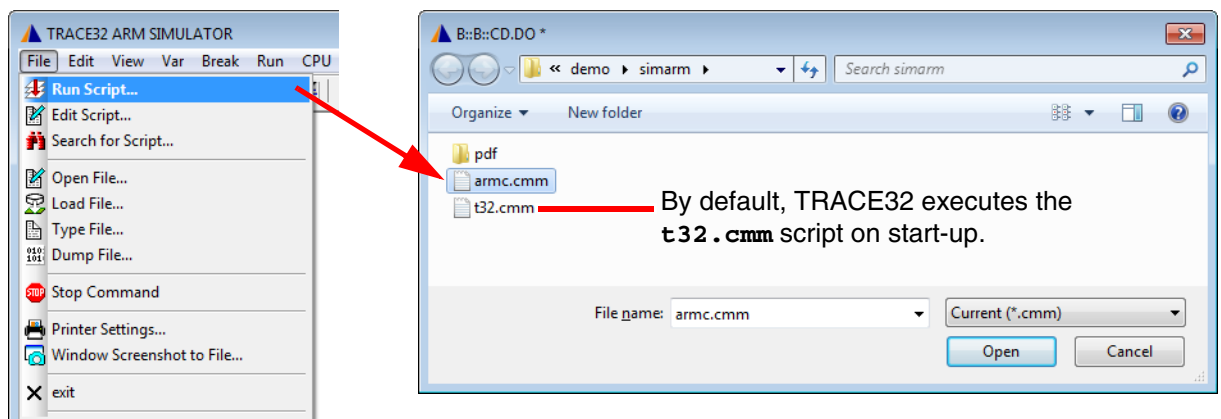 TRACE32 ARM SIMULATOR
File Edit View Var Break Run CPU
Run Script...
Edit Script...
Search for Script...
Open File...
Load File...
Type File...
Dump File...
STOP Stop Command
Printer Settings...
Window Screenshot to File...
exit
B::B::CD.DO *
« demo simarm Search simarm
Organize New folder
pdf
armc.cmm
t32.cmm
By default, TRACE32 executes the
t32.cmm script on start-up.
File name: armc.cmm Current (*.cmm)
Open Cancel